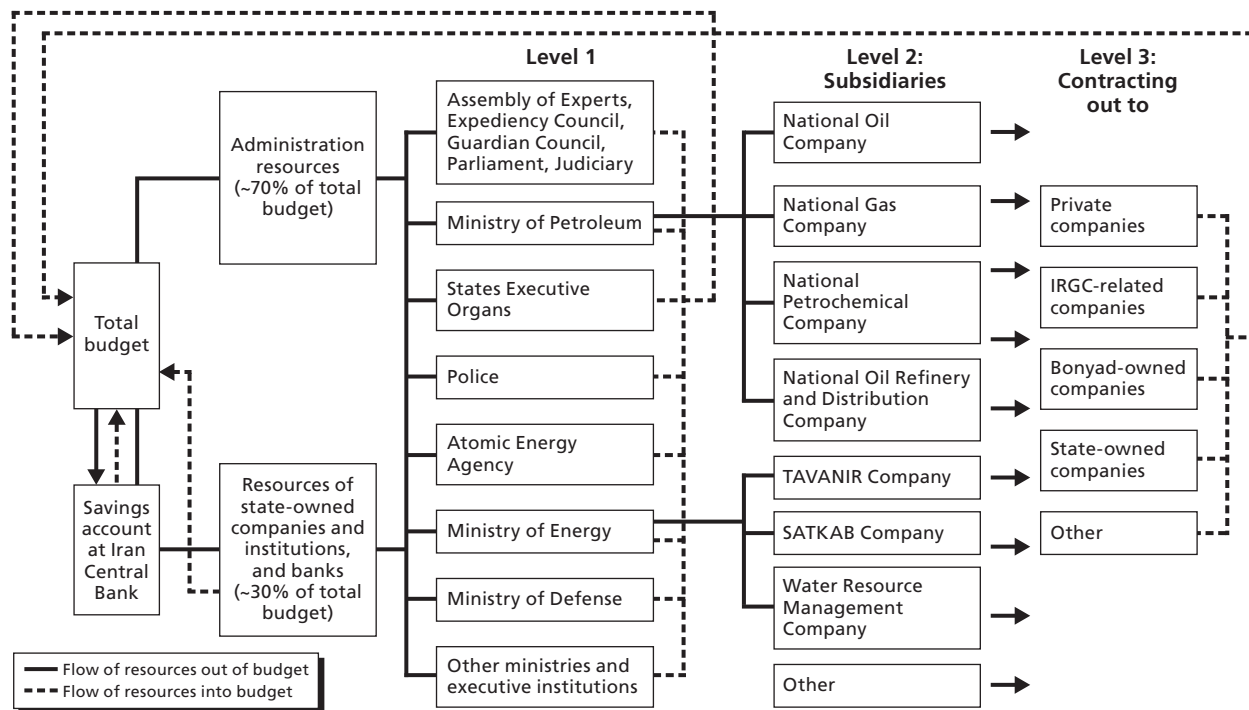 Level 1
Level 2:
Subsidiaries
Level 3:
Contracting
out to
Total
budget
Savings
account
at Iran
Central
Bank
Administration
resources
(~70% of total
budget)
Resources of
state-owned
companies and
institutions,
and banks
(~30% of total
budget)
Assembly of Experts,
Expediency Council,
Guardian Council,
Parliament, Judiciary
Ministry of Petroleum
States Executive
Organs
Police
Atomic Energy
Agency
Ministry of Energy
Ministry of Defense
Other ministries and
executive institutions
National Oil
Company
National Gas
Company
National
Petrochemical
Company
National Oil Refinery
and Distribution
Company
TAVANIR Company
SATKAB Company
Water Resource
Management
Company
Other
Private
companies
IRGC-related
companies
Bonyad-owned
companies
State-owned
companies
Other
Flow of resources out of budget
Flow of resources into budget